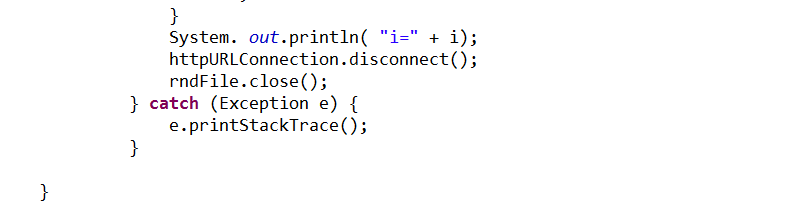 }
System. out.println( "i=" + i);
httpURLConnection.disconnect();
rndFile.close();
} catch (Exception e) {
e.printStackTrace();
}
}